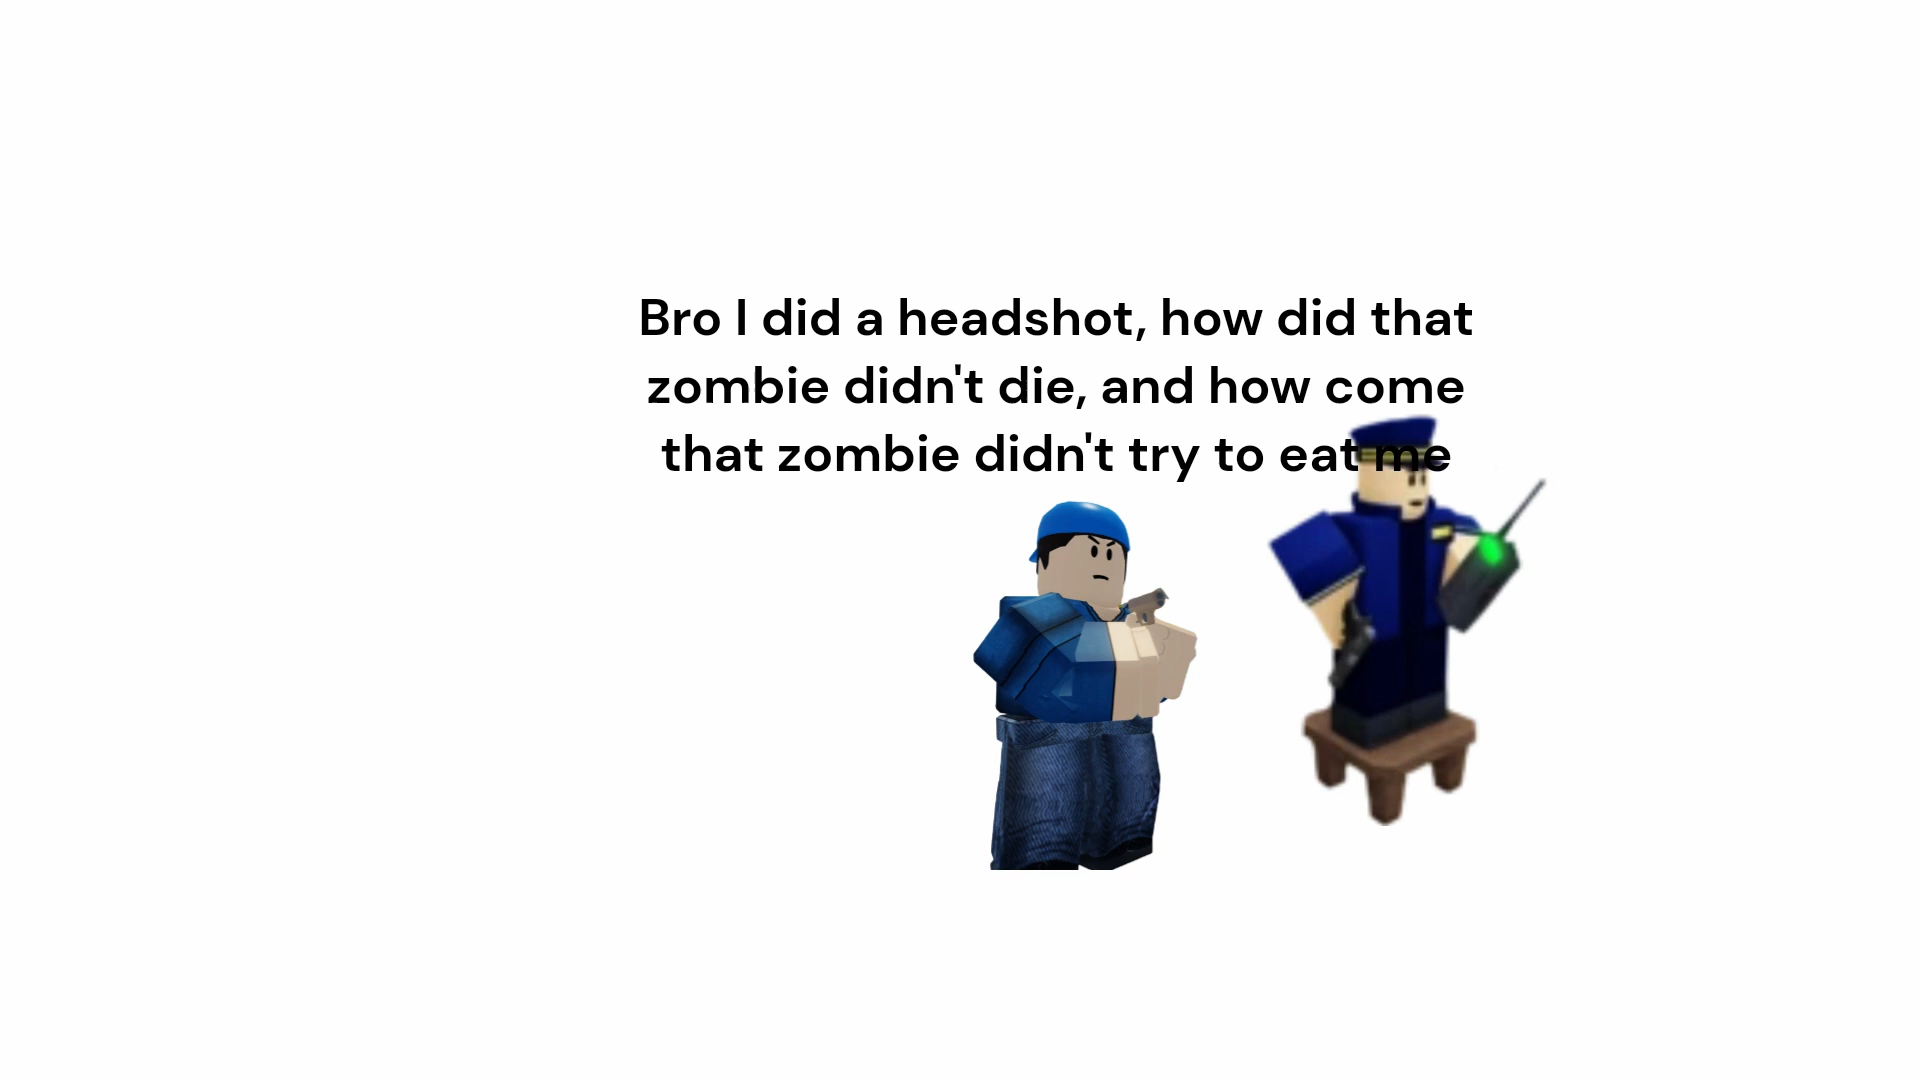 Bro I did a headshot, how did that
zombie didn't die, and how come
that zombie didn't try to eat me